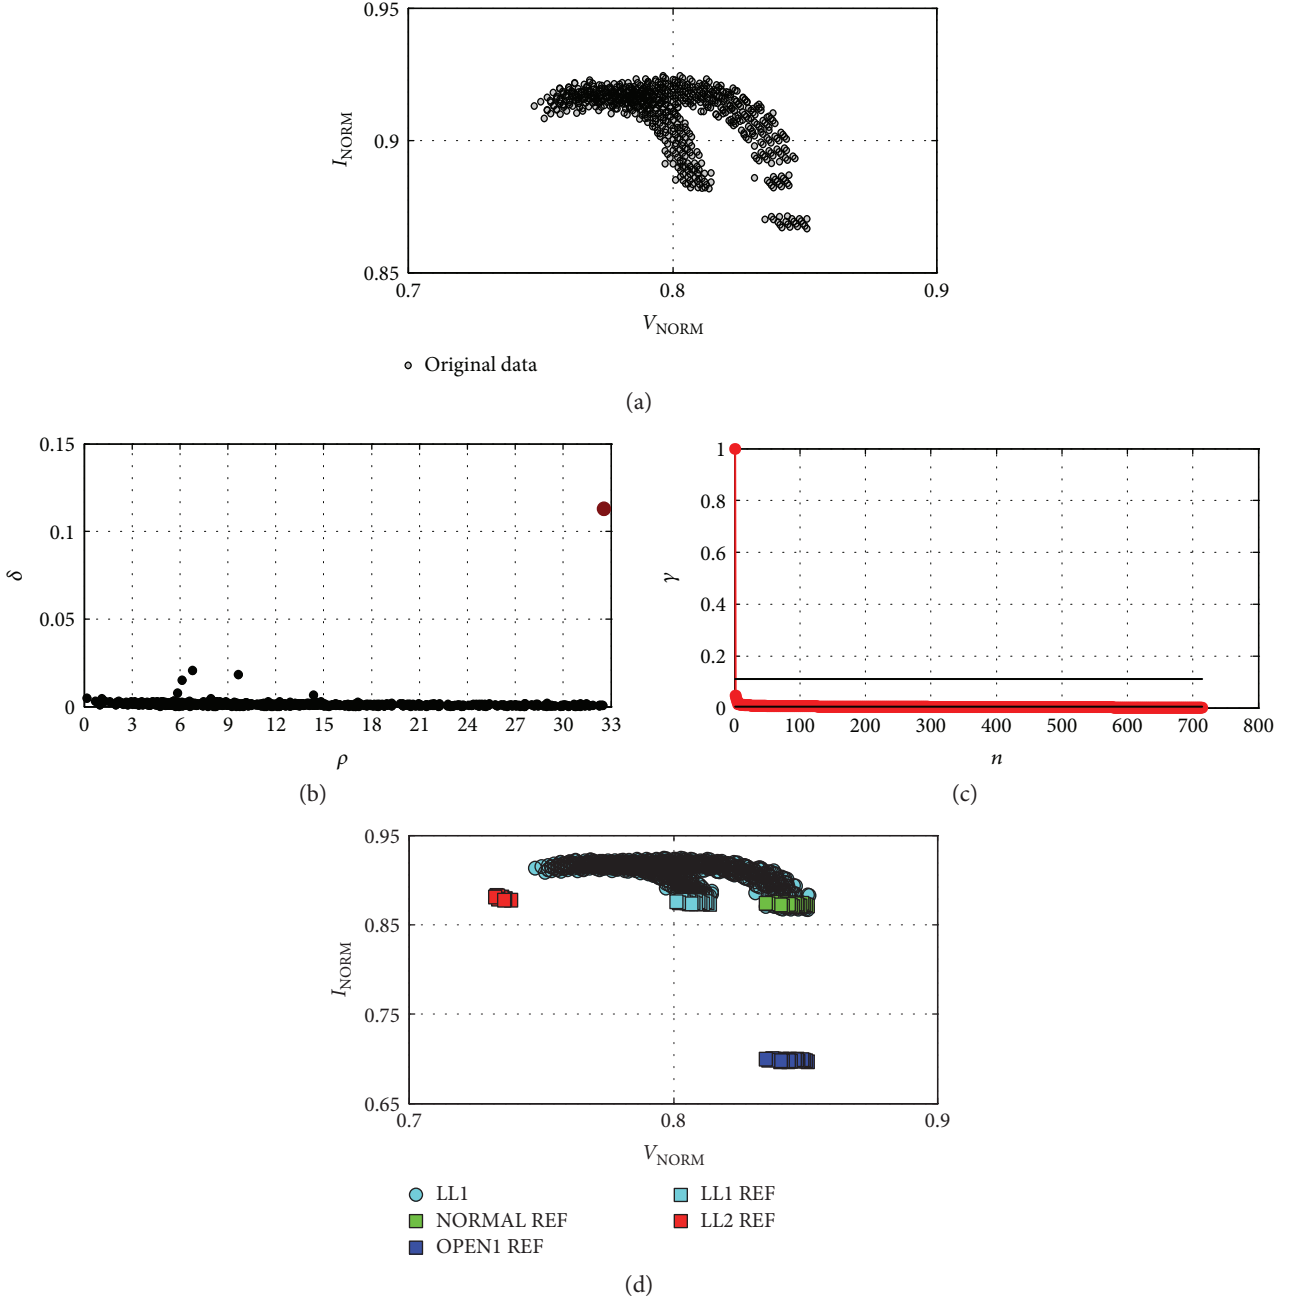 0.95
0.9
0.85
I_NORM
0.7 0.8 0.9
V_NORM
Original data
(a)
0.15
0.1
0.05
0
δ
0 3 6 9 12 15 18 21 24 27 30 33
ρ
(b)
1
0.8
0.6
0.4
0.2
0
γ
0 100 200 300 400 500 600 700 800
n
(c)
0.95
0.85
0.75
0.65
I_NORM
0.7 0.8 0.9
V_NORM
LL1
NORMAL REF
OPEN1 REF
LL1 REF
LL2 REF
(d)